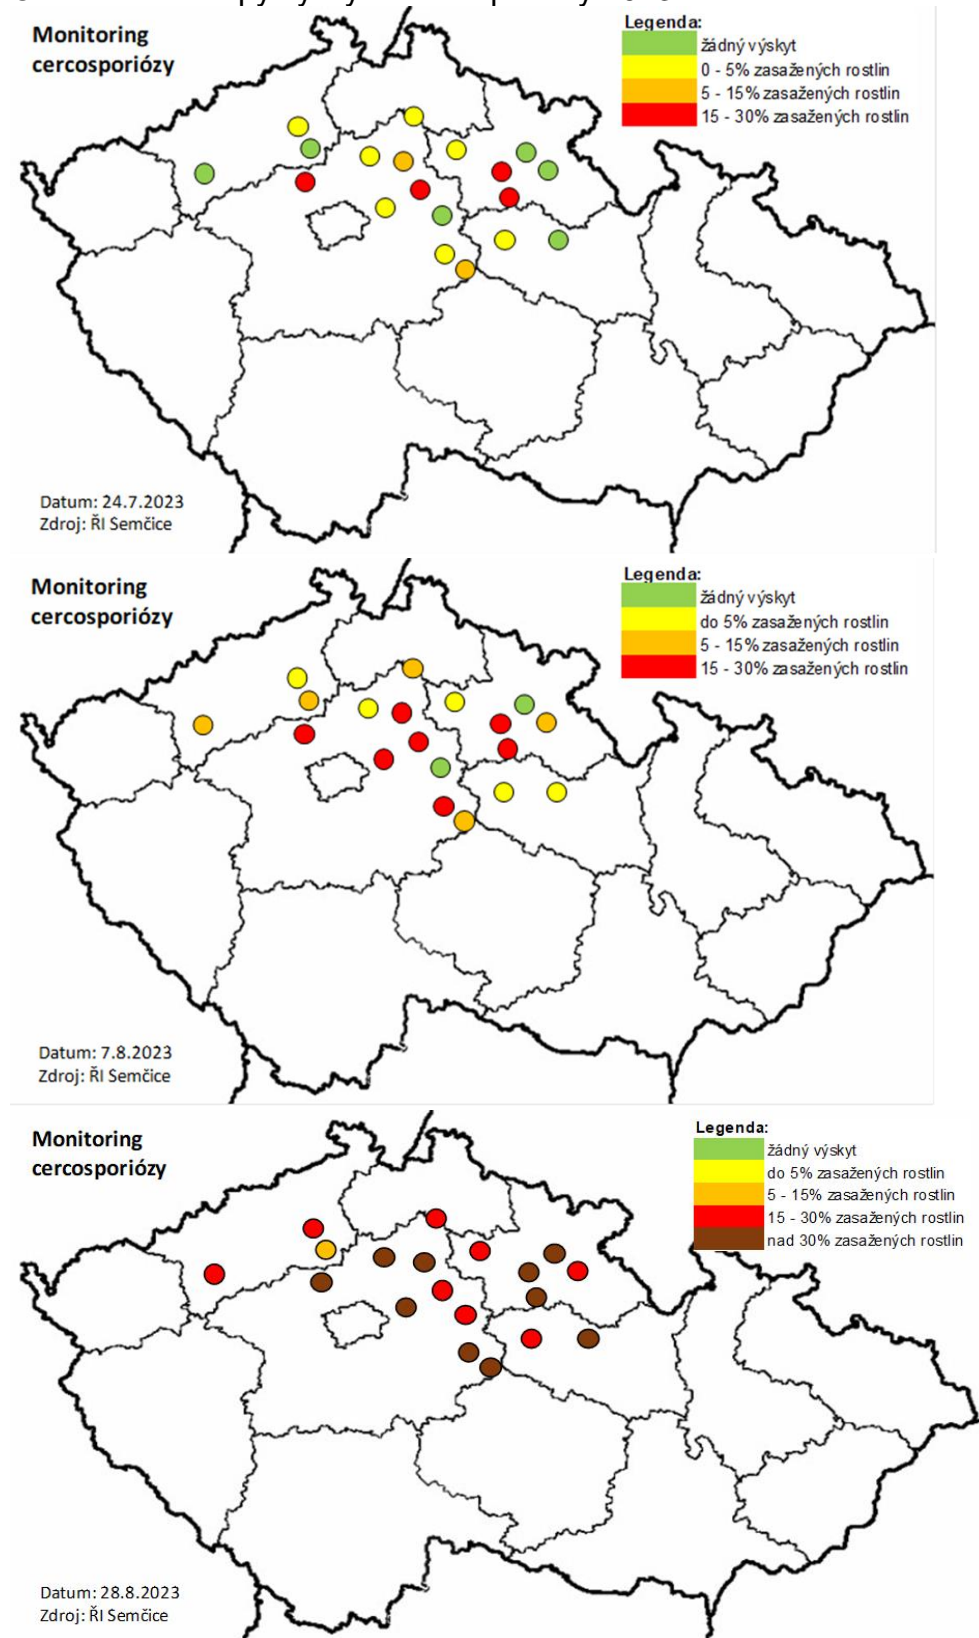 Monitoring
cercosporiózy
Legenda:
žádný výskyt
0 - 5% zasažených rostlin
5 - 15% zasažených rostlin
15 - 30% zasažených rostlin
Datum: 24.7.2023
Zdroj: ŘI Semčice
Monitoring
cercosporiózy
Legenda:
žádný výskyt
do 5% zasažených rostlin
5 - 15% zasažených rostlin
15 - 30% zasažených rostlin
Datum: 7.8.2023
Zdroj: ŘI Semčice
Monitoring
cercosporiózy
Legenda:
žádný výskyt
do 5% zasažených rostlin
5 - 15% zasažených rostlin
15 - 30% zasažených rostlin
nad 30% zasažených rostlin
Datum: 28.8.2023
Zdroj: ŘI Semčice